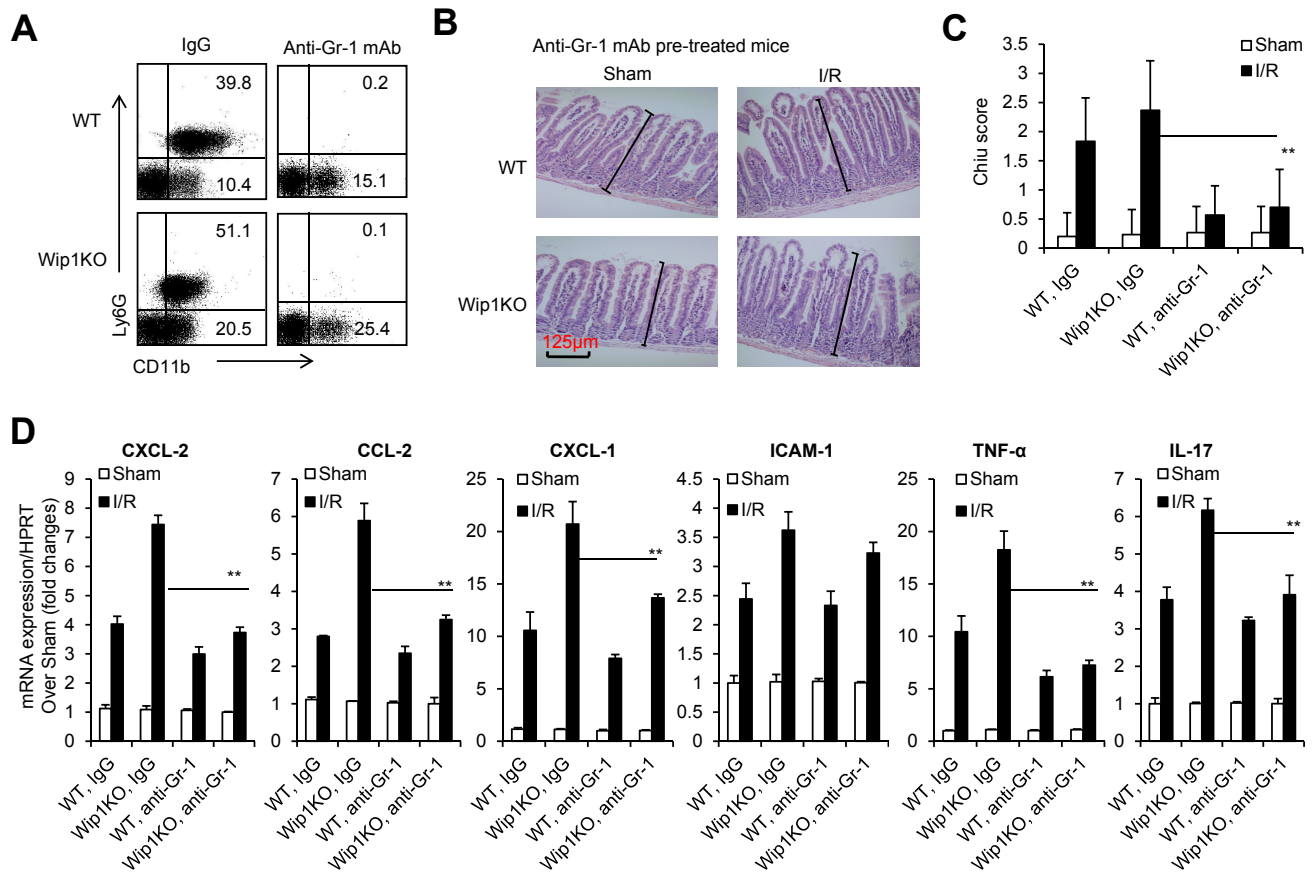 A
IgG
Anti-Gr-1 mAb
WT
39.8
0.2
10.4
15.1
Wip1KO
51.1
0.1
20.5
25.4
Ly6G
CD11b
B
Anti-Gr-1 mAb pre-treated mice
Sham
I/R
WT
Wip1KO
125μm
C
Chiu score
3.5
3
2.5
2
1.5
1
0.5
0
Sham
I/R
**
WT, IgG
Wip1KO, IgG
WT, anti-Gr-1
Wip1KO, anti-Gr-1
D
mRNA expression/HPRT
Over Sham (fold changes)
CXCL-2
Sham
I/R
9
8
7
6
5
4
3
2
1
0
**
WT, IgG
Wip1KO, IgG
WT, anti-Gr-1
Wip1KO, anti-Gr-1
CCL-2
Sham
I/R
7
6
5
4
3
2
1
0
**
WT, IgG
Wip1KO, IgG
WT, anti-Gr-1
Wip1KO, anti-Gr-1
CXCL-1
Sham
I/R
25
20
15
10
5
0
**
WT, IgG
Wip1KO, IgG
WT, anti-Gr-1
Wip1KO, anti-Gr-1
ICAM-1
Sham
I/R
4.5
4
3.5
3
2.5
2
1.5
1
0.5
0
WT, IgG
Wip1KO, IgG
WT, anti-Gr-1
Wip1KO, anti-Gr-1
TNF-α
Sham
I/R
25
20
15
10
5
0
**
WT, IgG
Wip1KO, IgG
WT, anti-Gr-1
Wip1KO, anti-Gr-1
IL-17
Sham
I/R
7
6
5
4
3
2
1
0
**
WT, IgG
Wip1KO, IgG
WT, anti-Gr-1
Wip1KO, anti-Gr-1